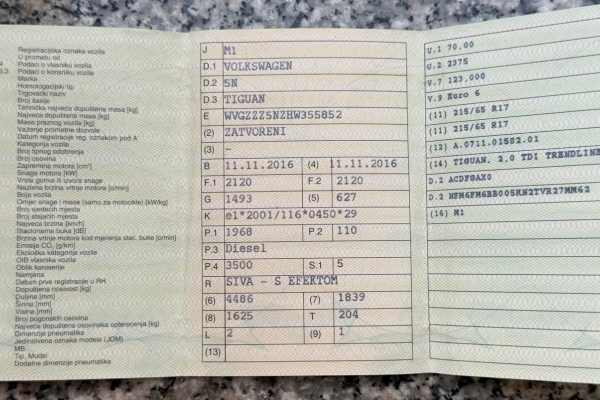 Registracijska oznaka vozila
U prometu od
Podaci o vlasniku vozila
Podaci o korisniku vozila
Marka
Homologacijski tip
Trgovački naziv
Broj šasije
Tehnička najveća dopuštena masa [kg]
Najveća dopuštena masa [kg]
Masa praznog vozila [kg]
Važenje prometne dozvole
Datum registracije reg. oznakom pod A
Kategorija vozila
Broj tipnog odobrenja
Broj osovina
Zapremina motora [cm³]
Snaga motora [kW]
Vrsta goriva ili izvora snage
Nazivna brzina vrtnje motora [o/min]
Boja vozila
Omjer snage i mase (samo za motocikle) [kW/kg]
Broj sjedećih mjesta
Broj stajaćih mjesta
Najveća brzina [km/h]
Stacionarna buka [dB]
Brzine vrtnje motora kod mjerenja stac. buke [o/min]
Emisija CO₂ [g/km]
Ekološka kategorija vozila
OIB vlasnika vozila
Oblik karoserije
Namjena
Datum prve registracije u RH
Dopuštena nosivost [kg]
Duljina [mm]
Širina [mm]
Visina [mm]
Broj pogonskih osovina
Najveća dopuštena osovinska opterećenja [kg]
Dimenzije pneumatika
Jedinstvena oznaka modela (JOM)
MB
Tip, Model
Dodatne dimenzije pneumatika
J M1
D.1 VOLKSWAGEN
D.2 5N
D.3 TIGUAN
E WVGZZZ5NZHW355852
(2) ZATVORENI
(3) –
B 11.11.2016 (4) 11.11.2016
F.1 2120 F.2 2120
G 1493 (5) 627
K e1*2001/116*0450*29
P.1 1968 P.2 110
P.3 Diesel
P.4 3500 S.1 5
R SIVA - S EFEKTOM
(6) 4486 (7) 1839
(8) 1625 T 204
L 2 (9) 1
(13)
U.1 70,00
U.2 2375
V.7 123,000
V.9 Euro 6
(11) 215/65 R17
(11) 215/65 R17
(12) A.0711.01582.01
(14) TIGUAN, 2.0 TDI TRENDLINE
D.2 ACDFGAX0
D.2 NFM6FM6BB005KN2TVR27MM62
(16) M1